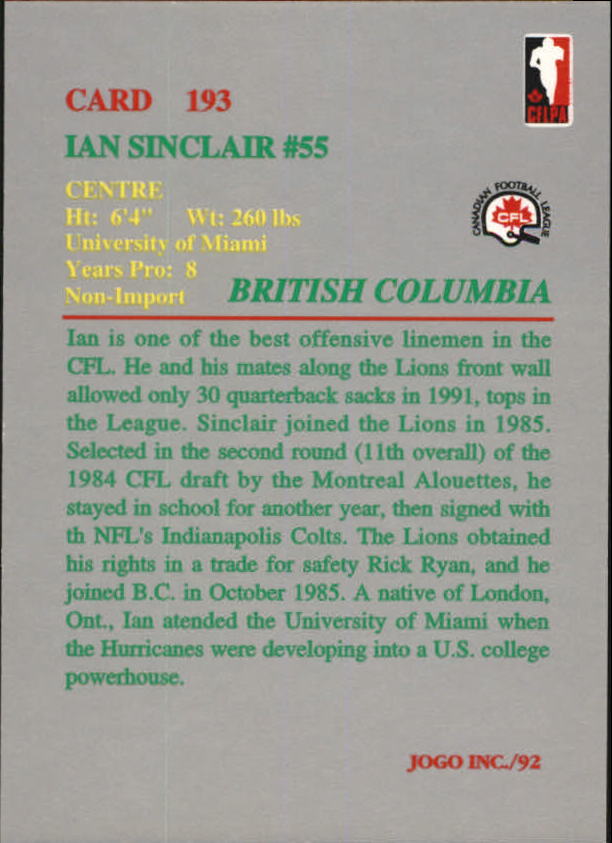 CARD 193
CFLPA
IAN SINCLAIR #55
CENTRE
Ht: 6'4" Wt: 260 lbs
University of Miami
Years Pro: 8
Non-Import
CANADIAN FOOTBALL LEAGUE
CFL
BRITISH COLUMBIA
Ian is one of the best offensive linemen in the
CFL. He and his mates along the Lions front wall
allowed only 30 quarterback sacks in 1991, tops in
the League. Sinclair joined the Lions in 1985.
Selected in the second round (11th overall) of the
1984 CFL draft by the Montreal Alouettes, he
stayed in school for another year, then signed with
th NFL's Indianapolis Colts. The Lions obtained
his rights in a trade for safety Rick Ryan, and he
joined B.C. in October 1985. A native of London,
Ont., Ian atended the University of Miami when
the Hurricanes were developing into a U.S. college
powerhouse.
JOGO INC./92